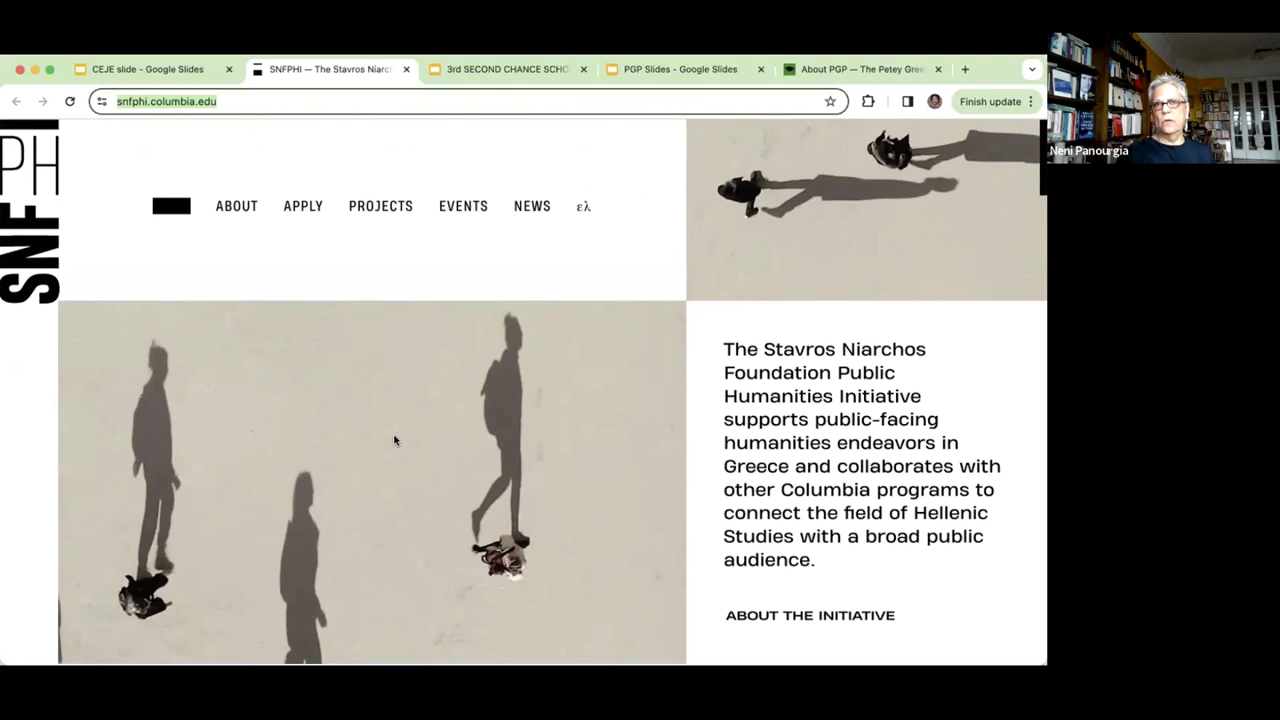 CEJE slide - Google Slides
SNFPHI — The Stavros Niarc
3rd SECOND CHANCE SCHO
PGP Slides - Google Slides
About PGP — The Petey Gree
snfphi.columbia.edu
Finish update
Neni Panourgia
SNF PH
ABOUT
APPLY
PROJECTS
EVENTS
NEWS
ελ
The Stavros Niarchos
Foundation Public
Humanities Initiative
supports public-facing
humanities endeavors in
Greece and collaborates with
other Columbia programs to
connect the field of Hellenic
Studies with a broad public
audience.
ABOUT THE INITIATIVE